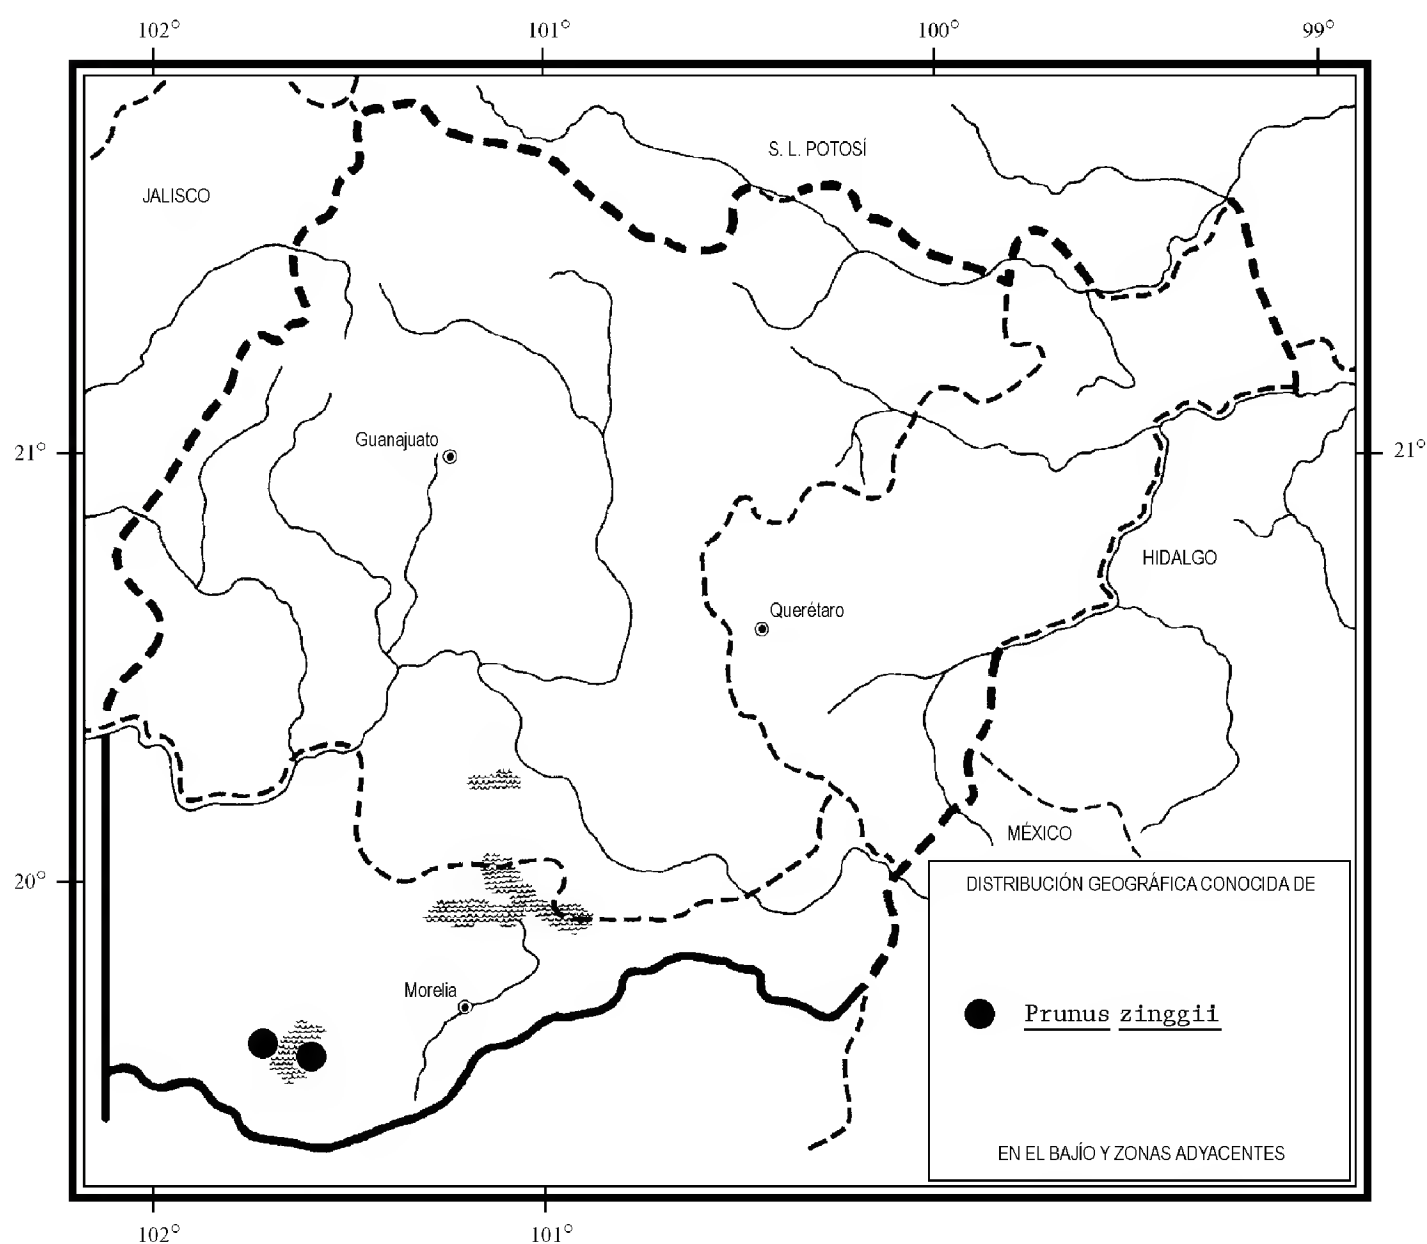 102° 101° 100° 99°
S. L. POTOSÍ
JALISCO
Guanajuato
21° 21°
HIDALGO
Querétaro
MÉXICO
20°
DISTRIBUCIÓN GEOGRÁFICA CONOCIDA DE
Morelia
Prunus zinggii
EN EL BAJÍO Y ZONAS ADYACENTES
102° 101°